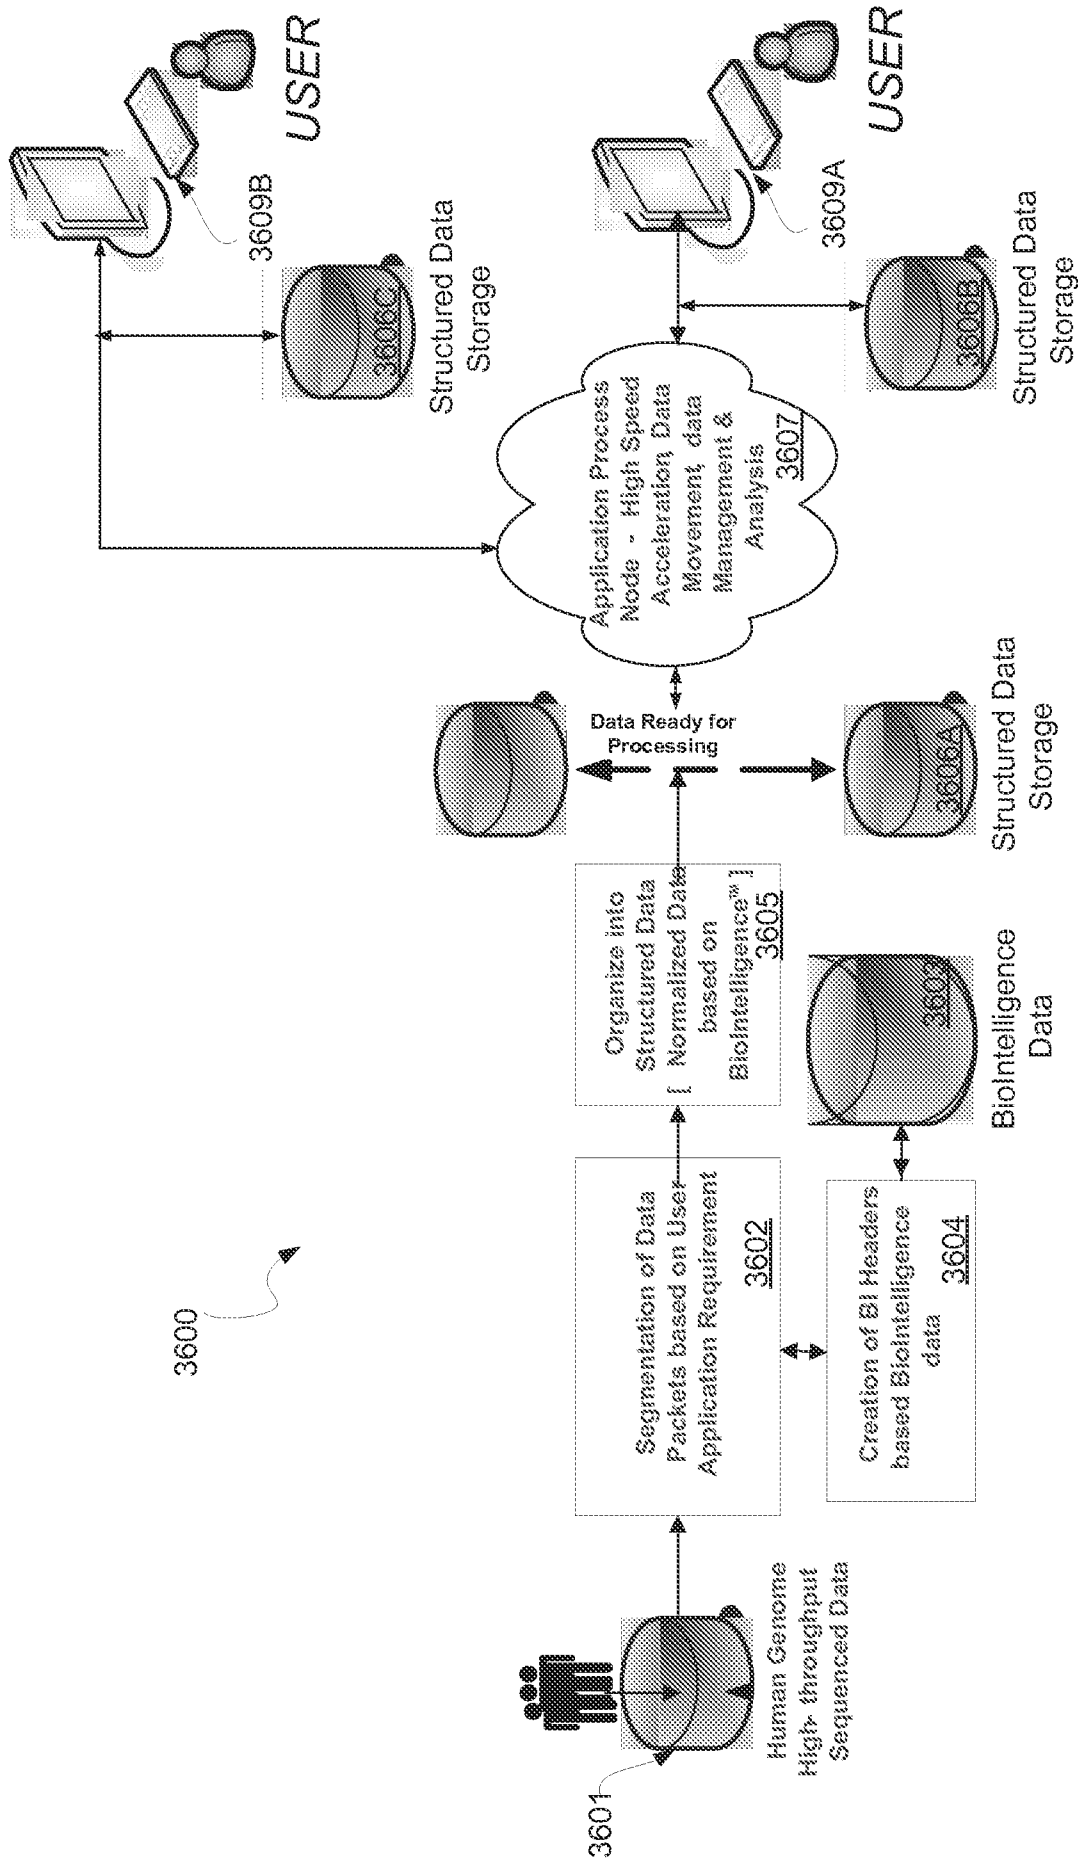 3600
3601
Human Genome
High- throughput
Sequenced Data
Segmentation of Data
Packets based on User
Application Requirement
3602
Creation of BI Headers
based BioIntelligence
data
3604
3603
BioIntelligence
Data
Organize into
Structured Data
[ Normalized Data
based on
BioIntelligence™ ]
3605
Data Ready for
Processing
3606A
Structured Data
Storage
Application Process
Node - High Speed
Acceleration, Data
Movement, data
Management &
Analysis
3607
3606C
Structured Data
Storage
3609B
USER
3606B
Structured Data
Storage
3609A
USER